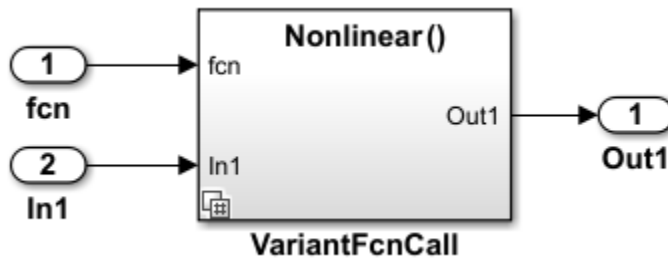 Nonlinear()
1
fcn
fcn
Out1
1
Out1
2
In1
In1
VariantFcnCall